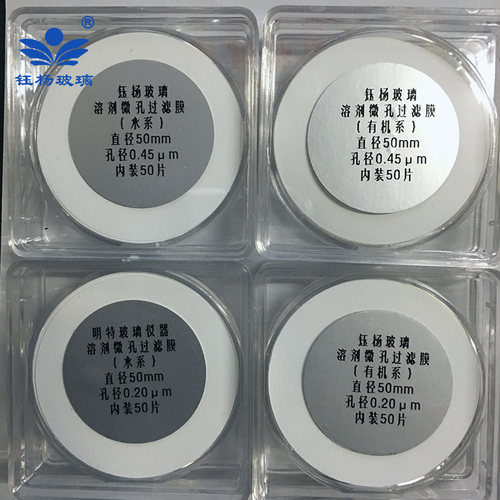 钰杨玻璃
钰杨玻璃
溶剂微孔过滤膜
(水系)
直径50mm
孔径0.45μm
内装50片
钰杨玻璃
溶剂微孔过滤膜
(有机系)
直径50mm
孔径0.45μm
内装50片
明特玻璃仪器
溶剂微孔过滤膜
(水系)
直径50mm
孔径0.20μm
内装50片
钰杨玻璃
溶剂微孔过滤膜
(有机系)
直径50mm
孔径0.20μm
内装50片